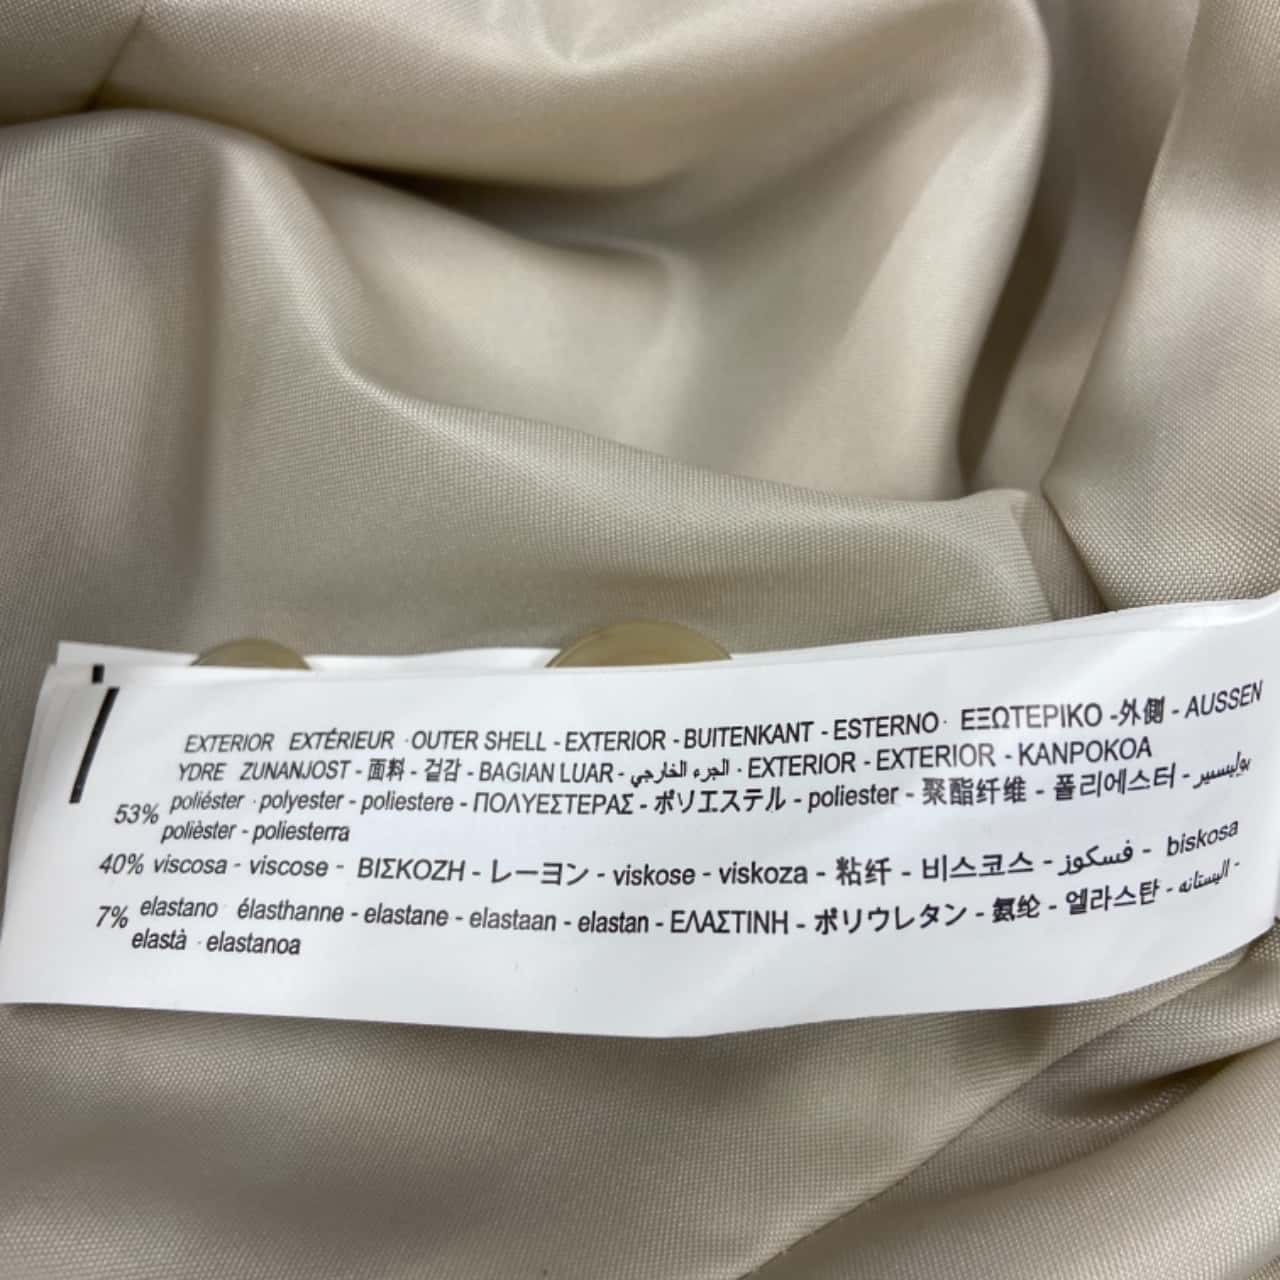 EXTERIOR EXTÉRIEUR · OUTER SHELL - EXTERIOR - BUITENKANT - ESTERNO · ΕΞΩΤΕΡΙΚΟ - 外側 - AUSSEN
YDRE ZUNANJOST - 面料 - 겉감 - BAGIAN LUAR - الجزء الخارجي · EXTERIOR - EXTERIOR - KANPOKOA
53% poliéster · polyester - poliestere - ΠΟΛΥΕΣΤΕΡΑΣ - ポリエステル - poliester - 聚酯纤维 - 폴리에스터 - بوليستير
polièster - poliesterra
40% viscosa - viscose - ΒΙΣΚΟΖΗ - レーヨン - viskose - viskoza - 粘纤 - 비스코스 - فسكوز - biskosa
7% elastano · élasthanne - elastane - elastaan - elastan - ΕΛΑΣΤΙΝΗ - ポリウレタン - 氨纶 - 엘라스탄 - اليستانه -
elastà · elastanoa